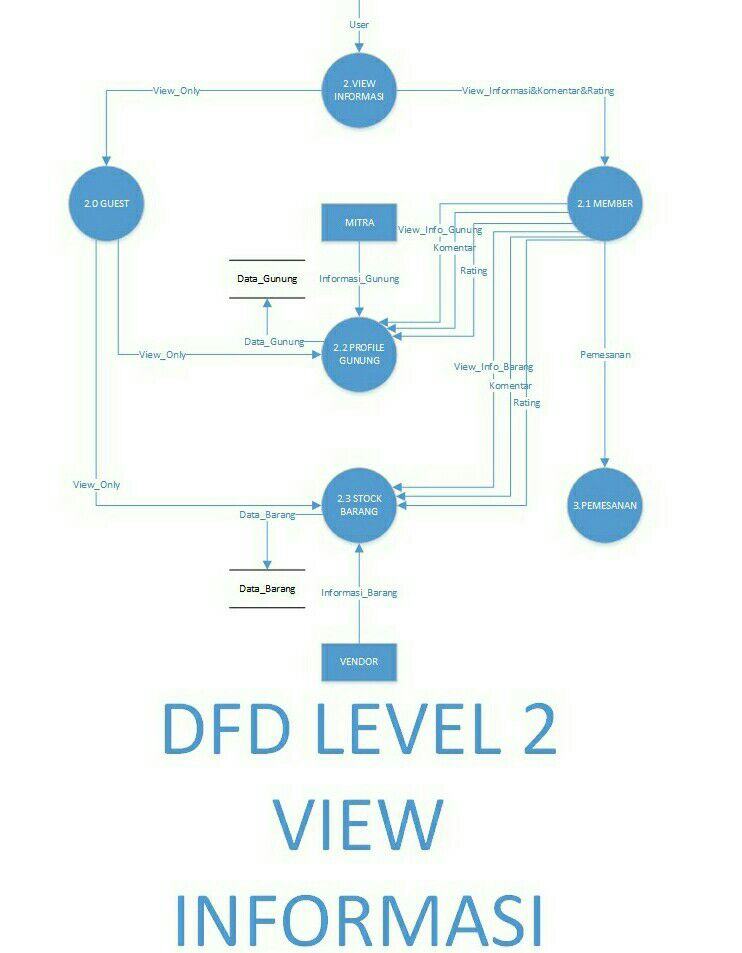 User
2.VIEW
INFORMASI
View_Only
View_Informasi&Komentar&Rating
2.0 GUEST
2.1 MEMBER
MITRA
View_Info_Gunung
Komentar
Rating
Data_Gunung
Informasi_Gunung
Data_Gunung
2.2 PROFILE
GUNUNG
View_Only
Pemesanan
View_Info_Barang
Komentar
Rating
View_Only
2.3 STOCK
BARANG
3.PEMESANAN
Data_Barang
Data_Barang
Informasi_Barang
VENDOR
DFD LEVEL 2
VIEW
INFORMASI